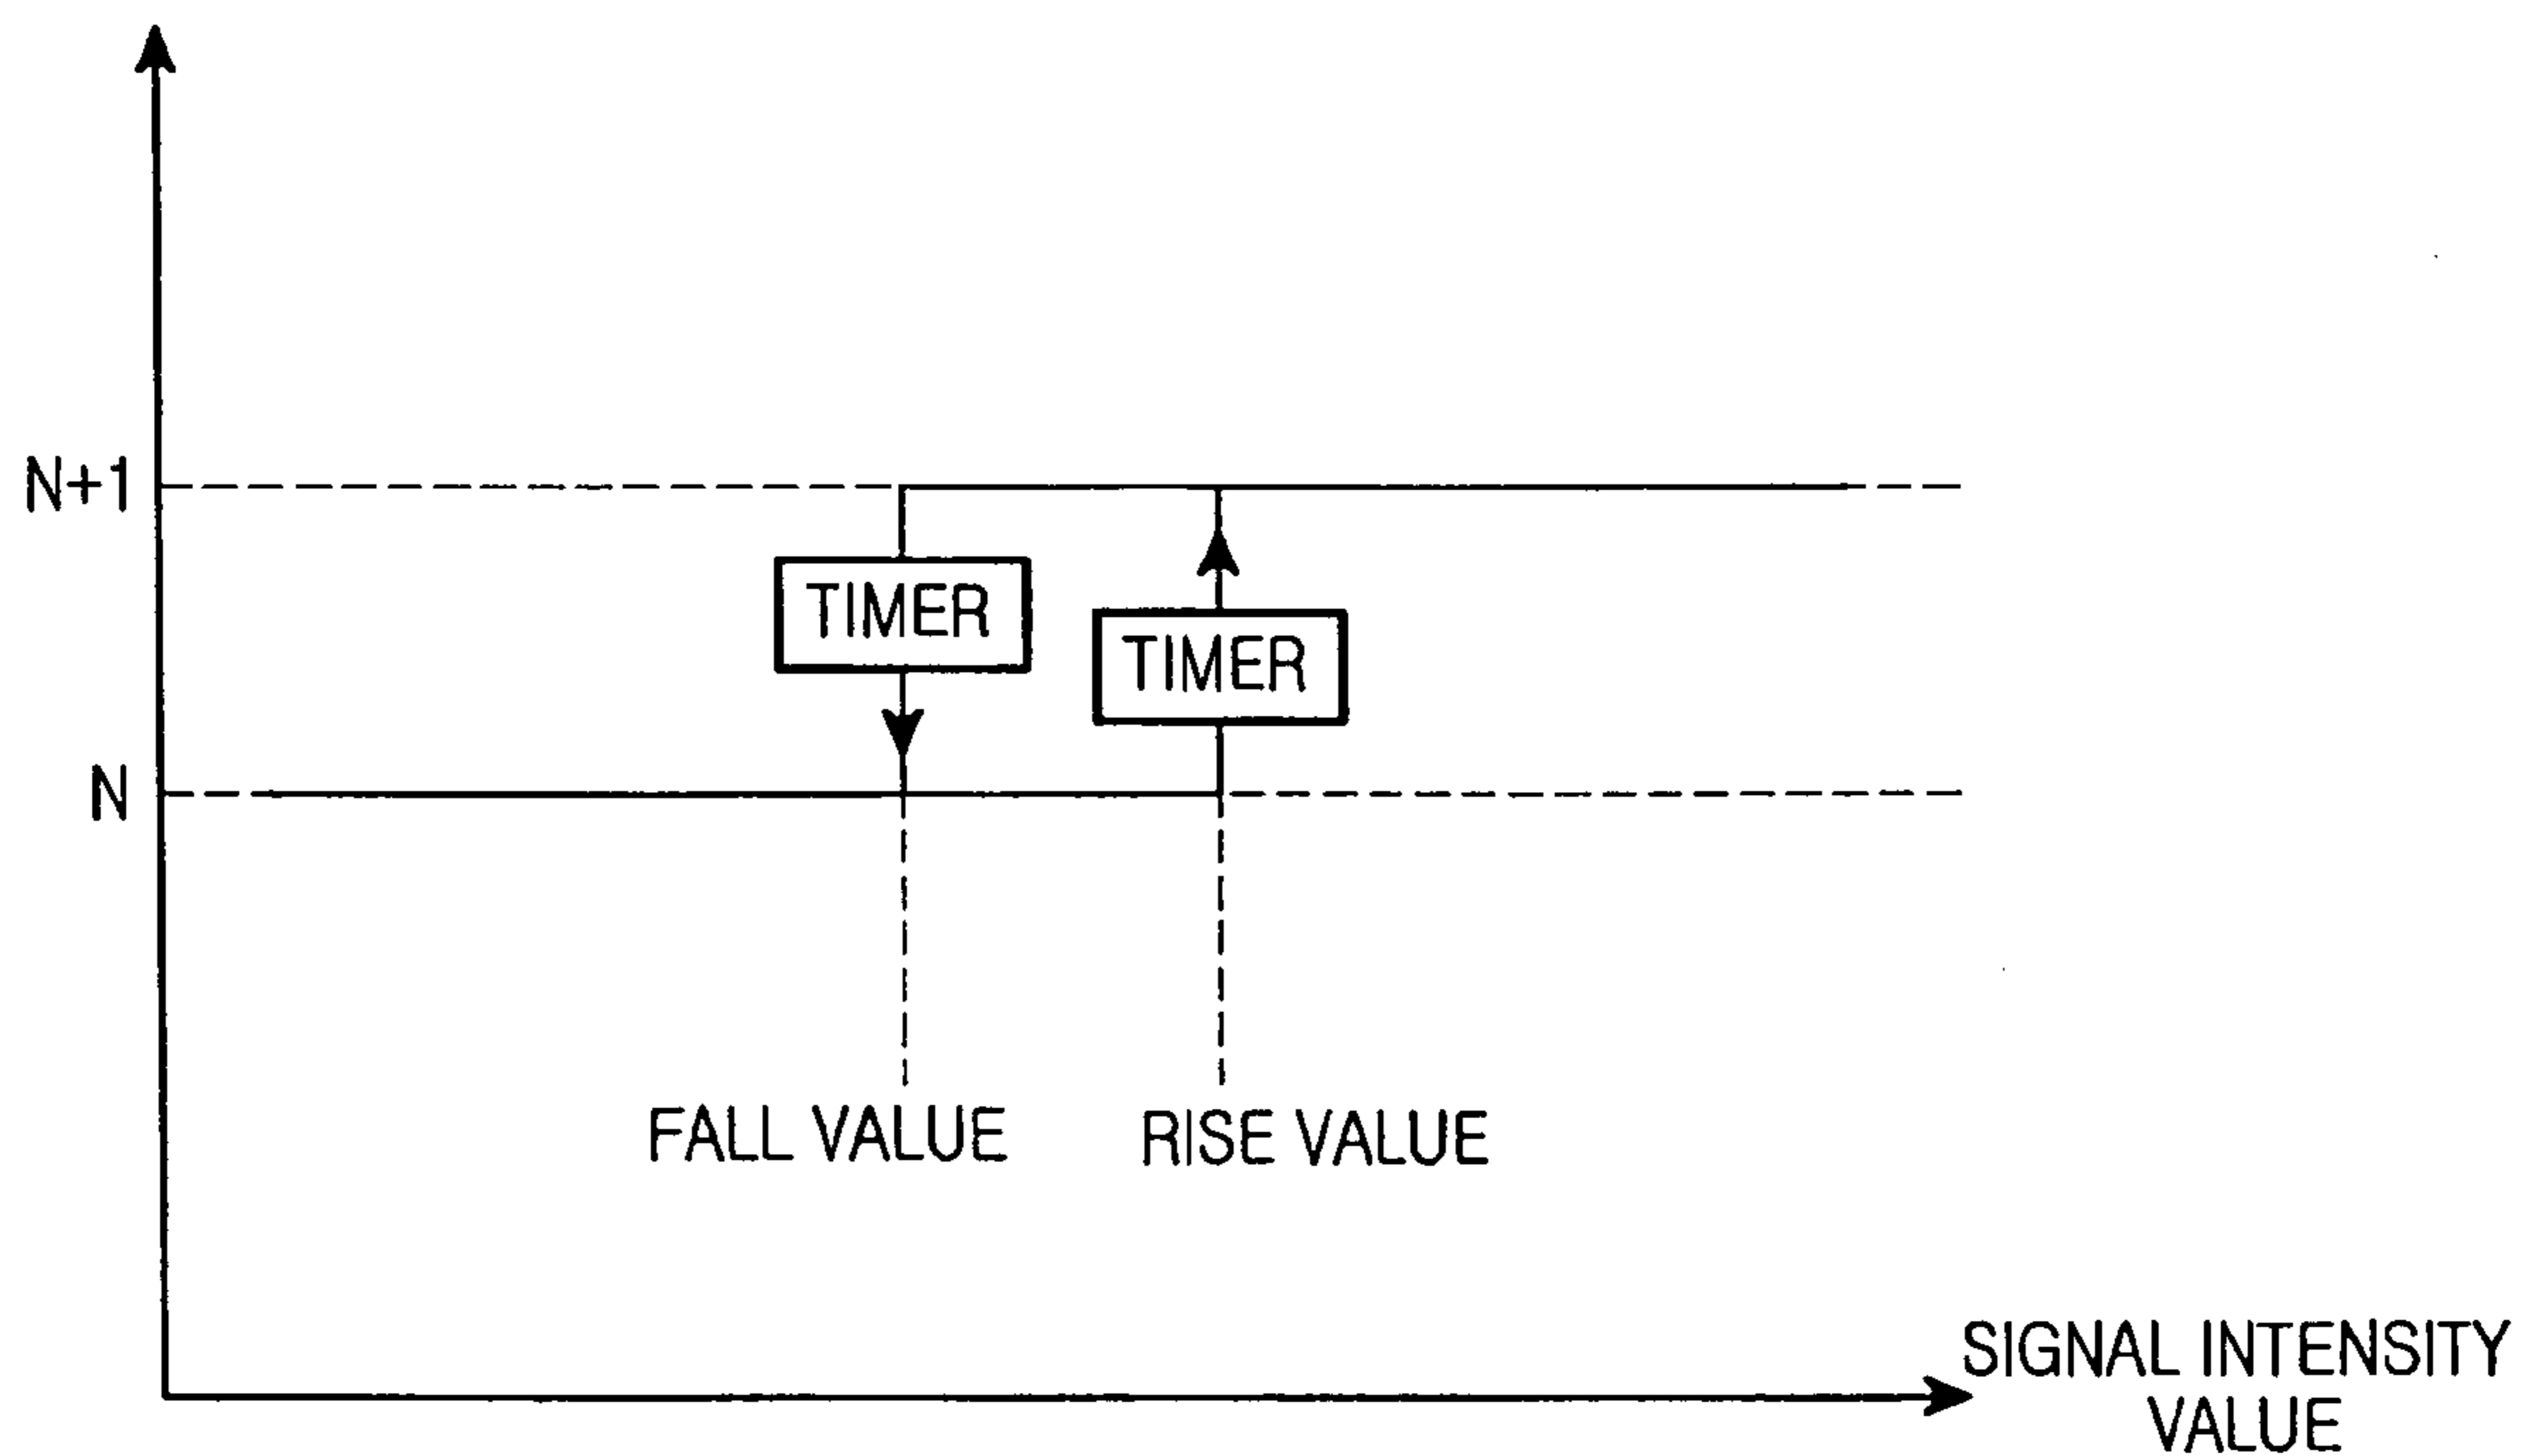 N+1
TIMER
TIMER
N
FALL VALUE
RISE VALUE
SIGNAL INTENSITY
VALUE